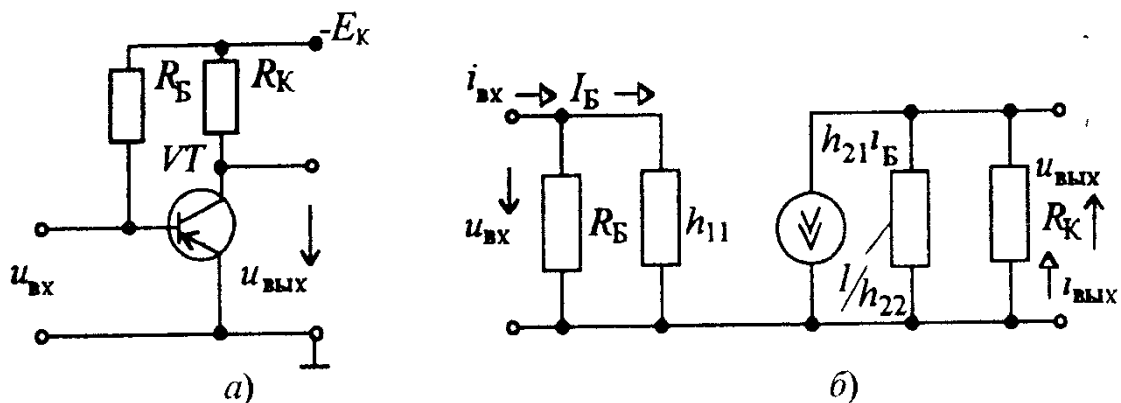 -Eк
RБ
Rк
VT
uвх
uвых
а)
iвх
IБ
uвх
RБ
h11
h21iБ
1/h22
uвых
Rк
iвых
б)